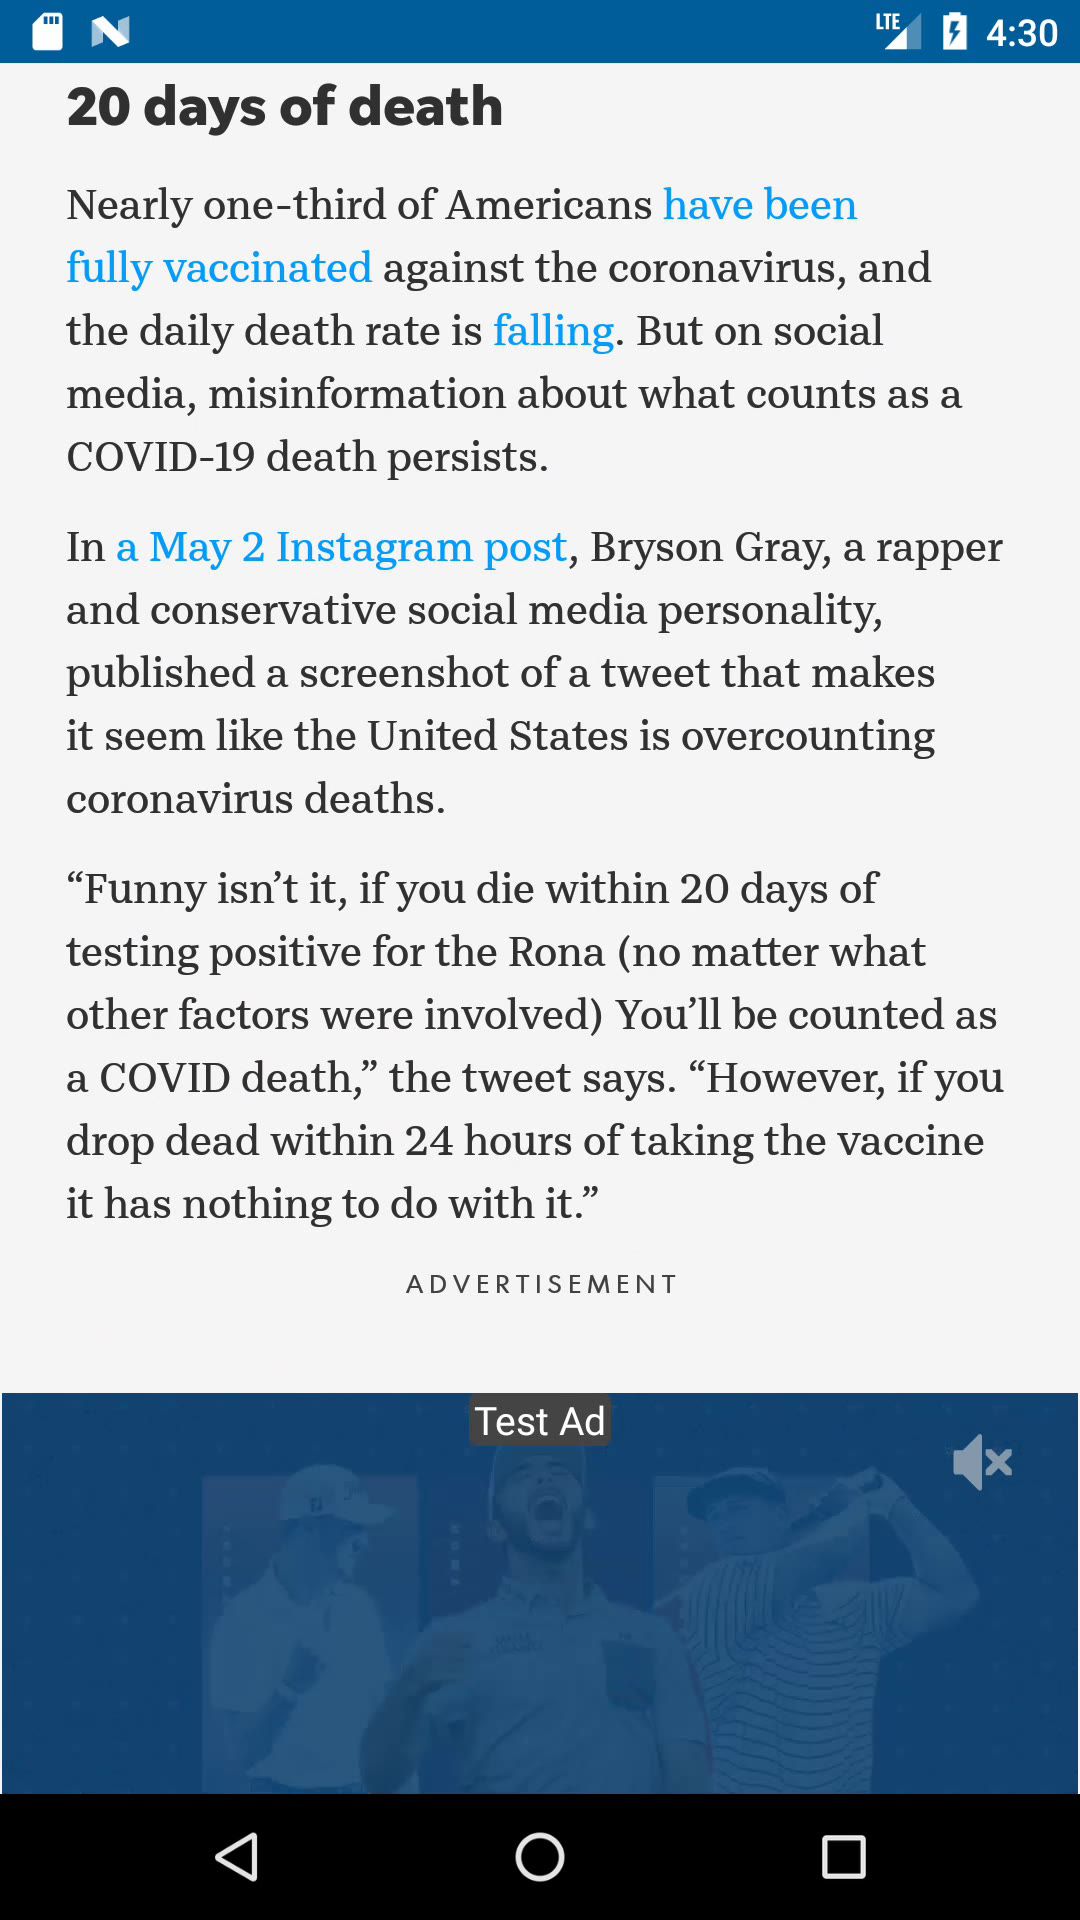 LTE 4:30
20 days of death
Nearly one-third of Americans have been
fully vaccinated against the coronavirus, and
the daily death rate is falling. But on social
media, misinformation about what counts as a
COVID-19 death persists.
In a May 2 Instagram post, Bryson Gray, a rapper
and conservative social media personality,
published a screenshot of a tweet that makes
it seem like the United States is overcounting
coronavirus deaths.
“Funny isn’t it, if you die within 20 days of
testing positive for the Rona (no matter what
other factors were involved) You’ll be counted as
a COVID death,” the tweet says. “However, if you
drop dead within 24 hours of taking the vaccine
it has nothing to do with it.”
ADVERTISEMENT
Test Ad